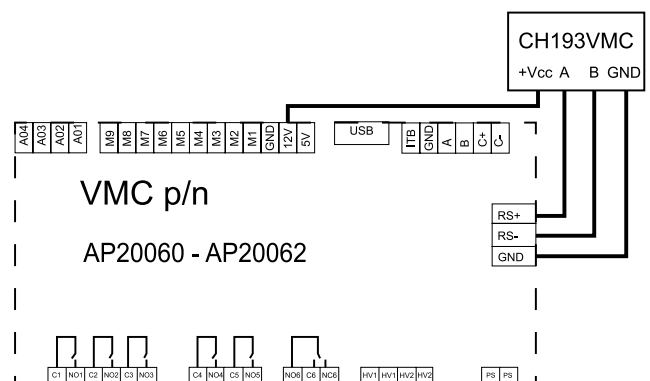 CH193VMC
+Vcc A B GND
A04 A03 A02 A01 M9 M8 M7 M6 M5 M4 M3 M2 M1 GND 12V 5V USB ITB GND A B C+ C-
VMC p/n
RS+
RS-
AP20060 - AP20062
GND
C1 NO1 C2 NO2 C3 NO3 C4 NO4 C5 NO5 NO6 C6 NC6 HV1 HV1 HV2 HV2 PS PS